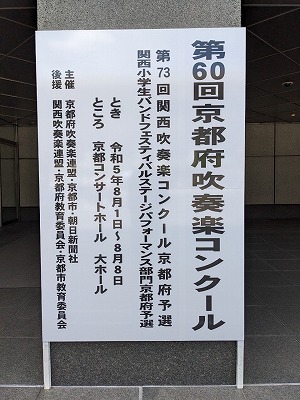 第60回京都府吹奏楽コンクール
第73回関西吹奏楽コンクール京都府予選
関西小学生バンドフェスティバルステージパフォーマンス部門京都府予選
とき　令和5年8月1日～8月8日
ところ　京都コンサートホール　大ホール
主催　京都府吹奏楽連盟・京都市・朝日新聞社
後援　関西吹奏楽連盟・京都府教育委員会・京都市教育委員会